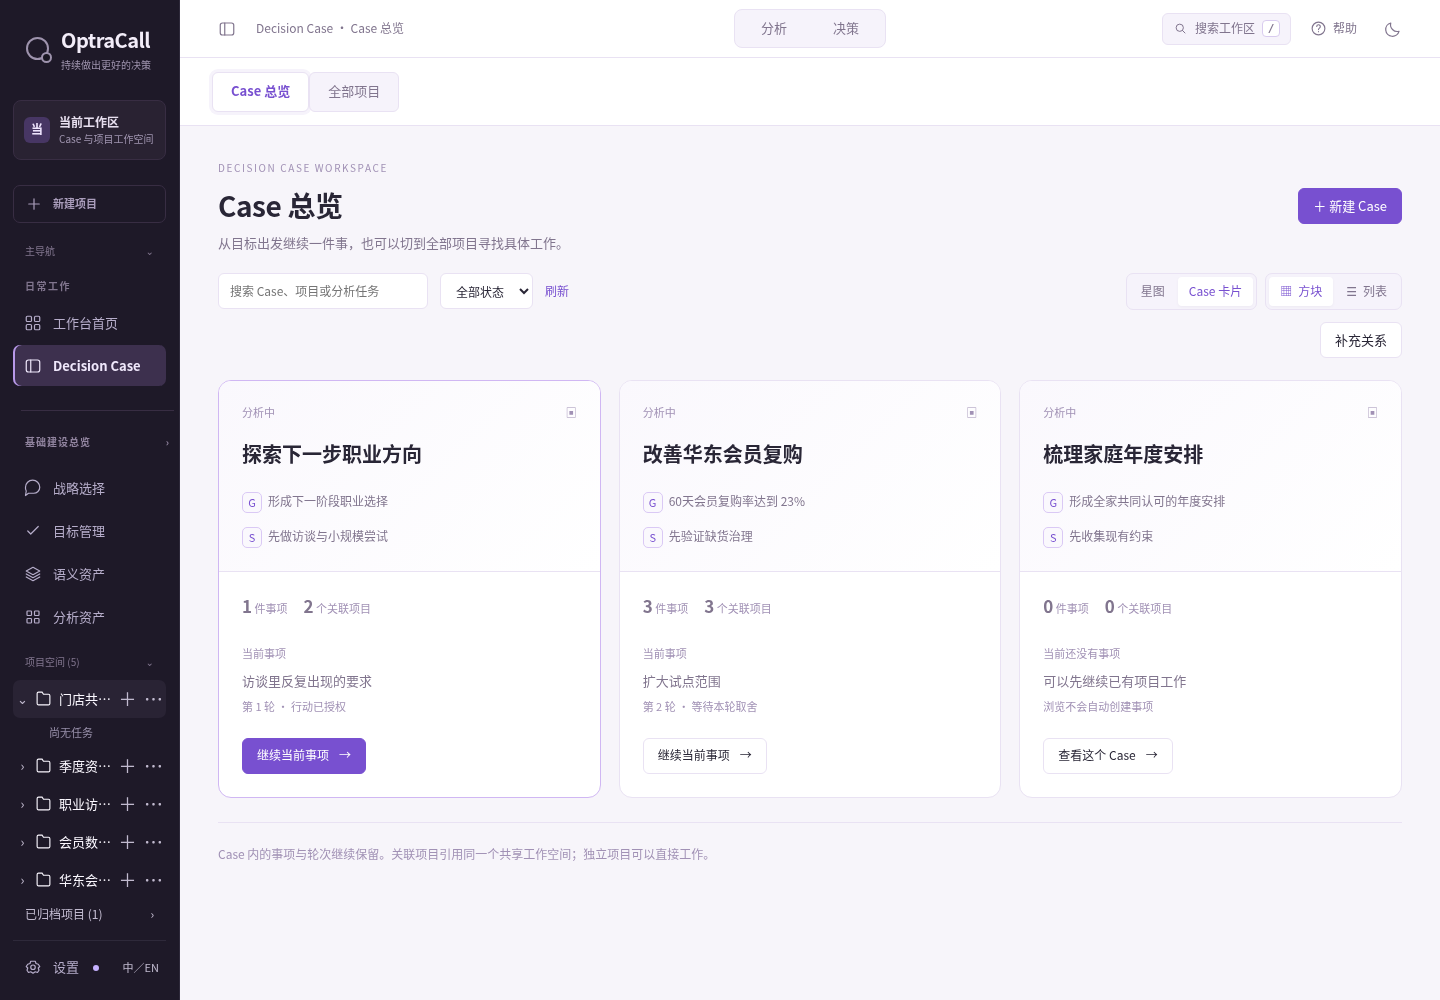 OptraCall
持续做出更好的决策
当
当前工作区
Case 与项目工作空间
新建项目
主导航
日常工作
工作台首页
Decision Case
基础建设总览
战略选择
目标管理
语义资产
分析资产
项目空间 (5)
门店共···
尚无任务
季度资···
职业访···
会员数···
华东会···
已归档项目 (1)
设置
中／EN
Decision Case · Case 总览
分析
决策
搜索工作区 /
帮助
Case 总览
全部项目
DECISION CASE WORKSPACE
Case 总览
＋ 新建 Case
从目标出发继续一件事，也可以切到全部项目寻找具体工作。
搜索 Case、项目或分析任务
全部状态
刷新
星图
Case 卡片
方块
列表
补充关系
分析中
探索下一步职业方向
G 形成下一阶段职业选择
S 先做访谈与小规模尝试
1 件事项 2 个关联项目
当前事项
访谈里反复出现的要求
第 1 轮 · 行动已授权
继续当前事项 →
分析中
改善华东会员复购
G 60天会员复购率达到 23%
S 先验证缺货治理
3 件事项 3 个关联项目
当前事项
扩大试点范围
第 2 轮 · 等待本轮取舍
继续当前事项 →
分析中
梳理家庭年度安排
G 形成全家共同认可的年度安排
S 先收集现有约束
0 件事项 0 个关联项目
当前还没有事项
可以先继续已有项目工作
浏览不会自动创建事项
查看这个 Case →
Case 内的事项与轮次继续保留。关联项目引用同一个共享工作空间；独立项目可以直接工作。